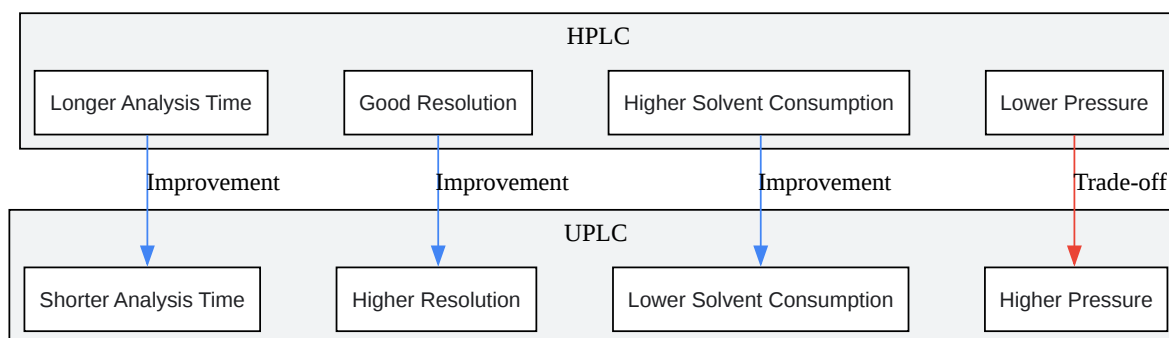 HPLC
Longer Analysis Time
Good Resolution
Higher Solvent Consumption
Lower Pressure
Improvement
Improvement
Improvement
Trade-off
UPLC
Shorter Analysis Time
Higher Resolution
Lower Solvent Consumption
Higher Pressure